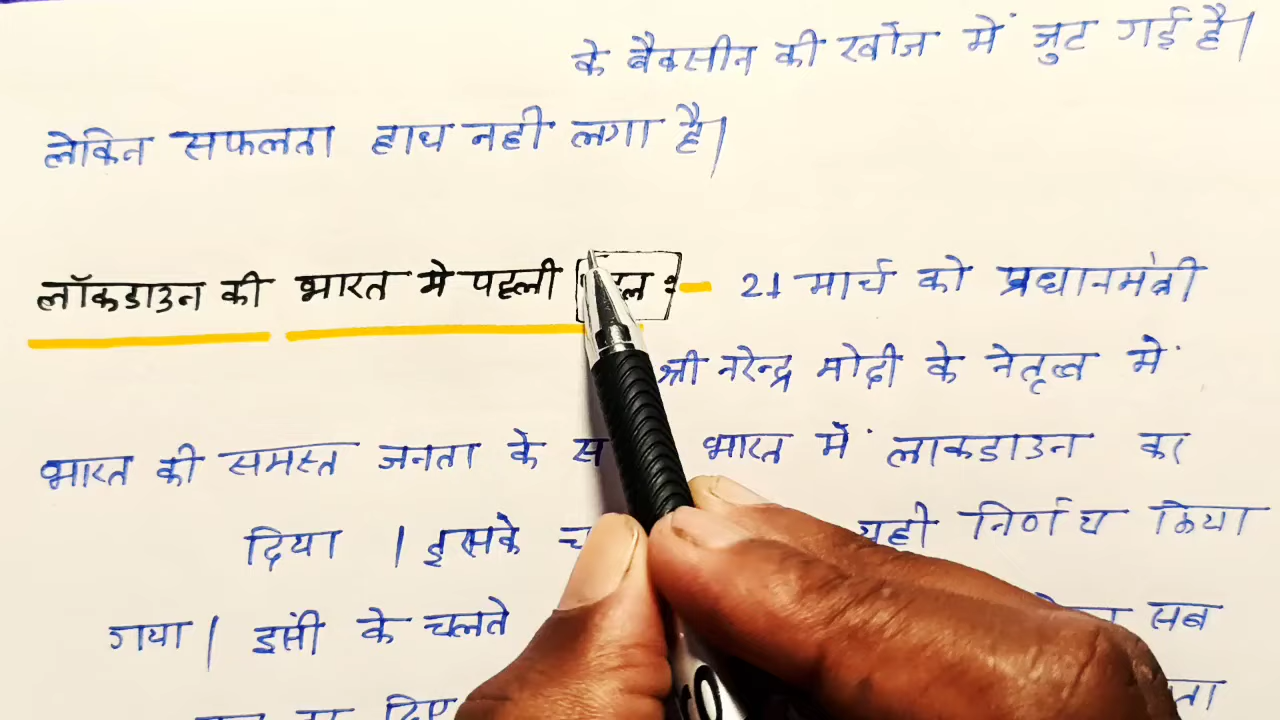 के बैक्सीन की खोज में जुट गई है।
लेकिन सफलता हाथ नही लगा है।
लॉकडाउन की भारत मे पहली :- 21 मार्च को प्रधानमंत्री
श्री नरेन्द्र मोदी के नेतृत्व में
भारत की समस्त जनता के भारत में लाकडाउन कर
दिया । इसके यही निर्णय किया
गया। इसी के चलते सब